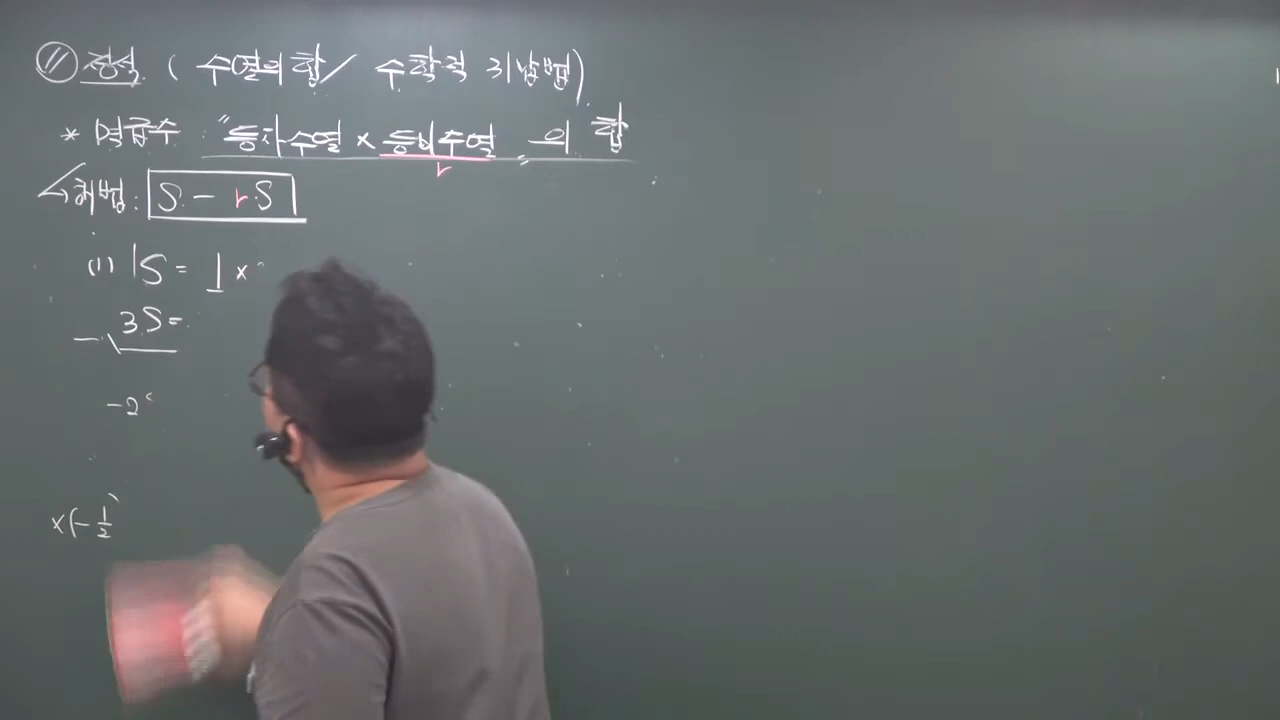 ⑪ 정석 ( 수열의 합 / 수학적 귀납법)
* 멱급수 : "등차수열 × 등비수열" 의 합
r
해법: S - rS
(1) 1S = 1 ×
- 3S =
-2
×(- 1/2